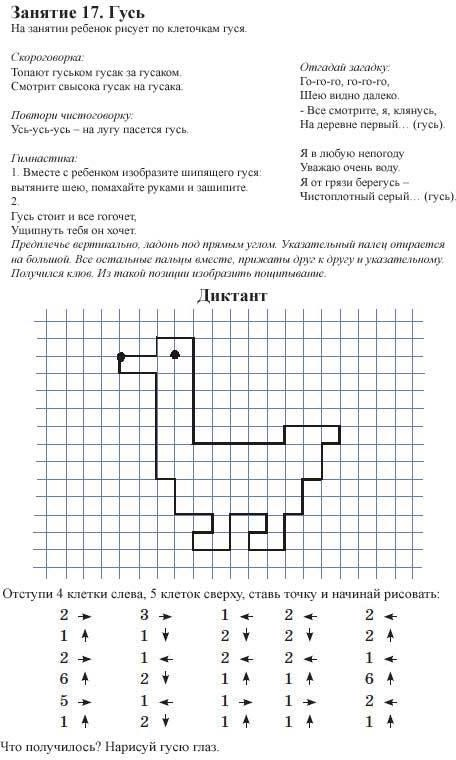 Занятие 17. Гусь
На занятии ребенок рисует по клеточкам гуся.
Скороговорка:
Топают гуськом гусак за гусаком.
Смотрит свысока гусак на гусака.
Повтори чистоговорку:
Усь-усь-усь – на лугу пасется гусь.
Гимнастика:
1. Вместе с ребенком изобразите шипящего гуся:
вытяните шею, помахайте руками и зашипите.
2.
Гусь стоит и все гогочет,
Ущипнуть тебя он хочет.
Отгадай загадку:
Го-го-го, го-го-го,
Шею видно далеко.
- Все смотрите, я, клянусь,
На деревне первый… (гусь).
Я в любую непогоду
Уважаю очень воду.
Я от грязи берегусь –
Чистоплотный серый… (гусь).
Предплечье вертикально, ладонь под прямым углом. Указательный палец опирается
на большой. Все остальные пальцы вместе, прижаты друг к другу и указательному.
Получился клюв. Из такой позиции изобразить пощипывание.
Диктант
Отступи 4 клетки слева, 5 клеток сверху, ставь точку и начинай рисовать:
2 → 3 → 1 ← 2 ← 2 ←
1 ↑ 1 ↓ 2 ↓ 2 ↓ 2 ↑
2 → 1 ← 2 ← 2 ← 1 ←
6 ↑ 2 ↓ 1 ↑ 1 ↑ 6 ↑
5 → 1 ← 1 → 1 → 2 ←
1 ↑ 2 ↓ 1 ↑ 1 ↑ 1 ↑
Что получилось? Нарисуй гусю глаз.